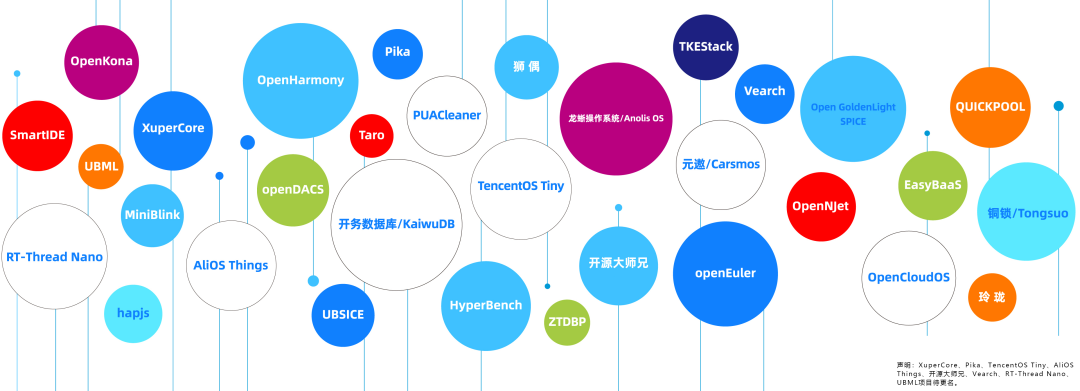 OpenKona
SmartIDE
XuperCore
UBML
MiniBlink
RT-Thread Nano
hapjs
OpenHarmony
Pika
PUACleaner
狮 偶
Taro
openDACS
TencentOS Tiny
开务数据库/KaiwuDB
AliOS Things
UBSICE
HyperBench
ZTDBP
龙蜥操作系统/Anolis OS
开源大师兄
TKEStack
Vearch
元遨/Carsmos
openEuler
Open GoldenLight
SPICE
OpenNJet
QUICKPOOL
EasyBaaS
铜锁/Tongsuo
OpenCloudOS
玲 珑
声明：XuperCore、Pika、TencentOS Tiny、AliOS
Things、开源大师兄、Vearch、RT-Thread Nano、
UBML项目待更名。